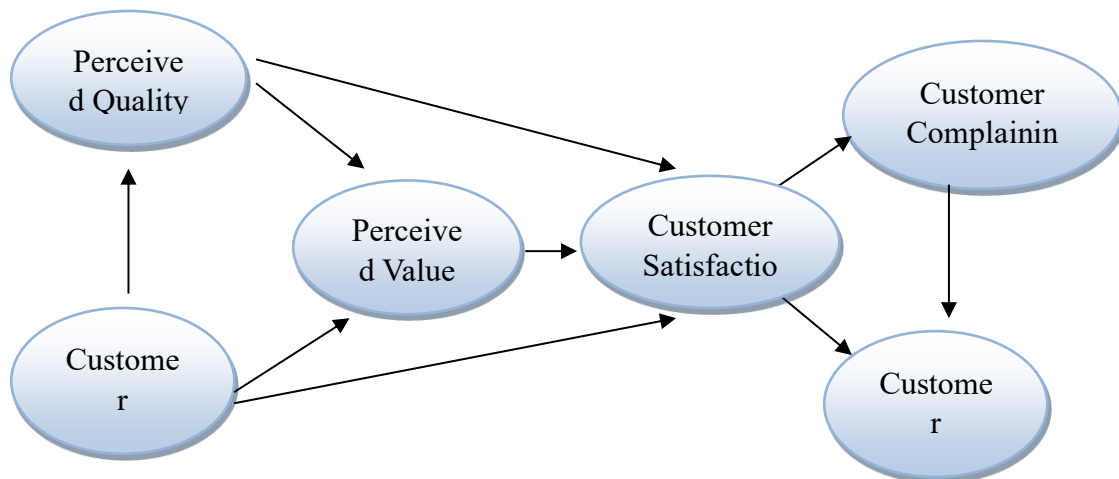 Perceive
d Quality
Customer
Complainin
Perceive
d Value
Customer
Satisfactio
Custome
r
Custome
r